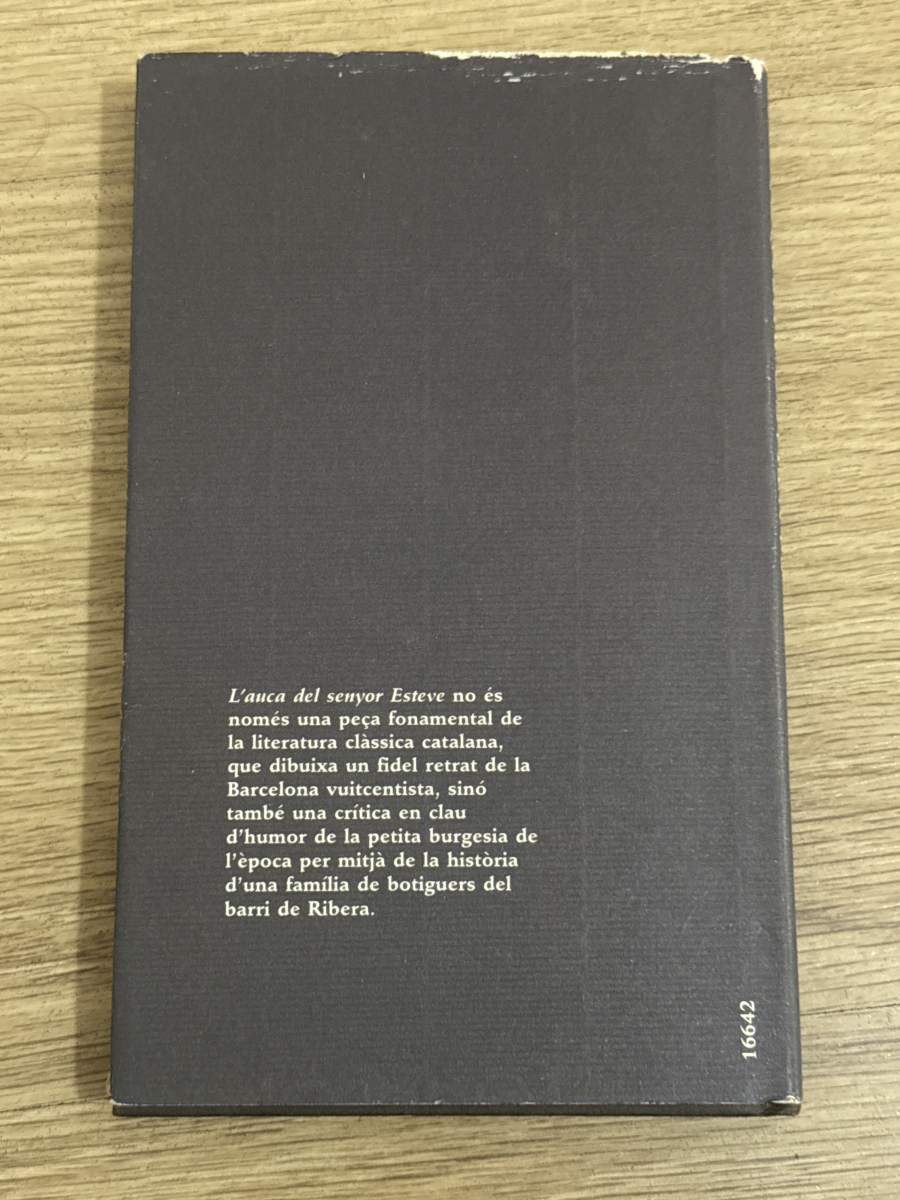 L'auca del senyor Esteve no és
només una peça fonamental de
la literatura clàssica catalana,
que dibuixa un fidel retrat de la
Barcelona vuitcentista, sinó
també una crítica en clau
d'humor de la petita burgesia de
l'època per mitjà de la història
d'una família de botiguers del
barri de Ribera.
16642